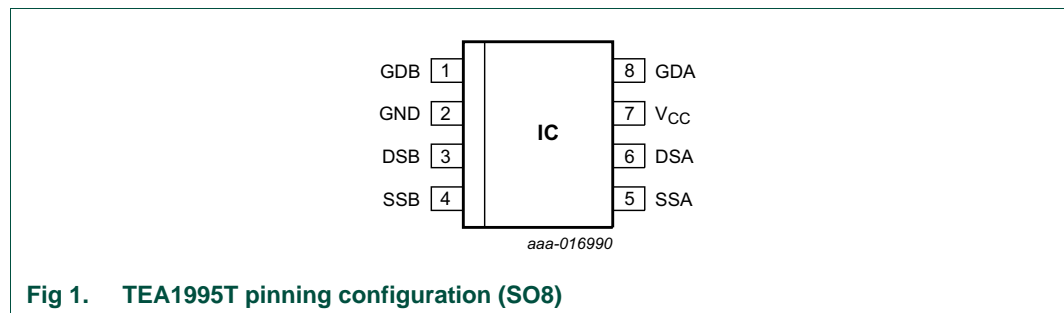 GDB 1 8 GDA
GND 2 7 VCC
IC
DSB 3 6 DSA
SSB 4 5 SSA
aaa-016990
Fig 1. TEA1995T pinning configuration (SO8)